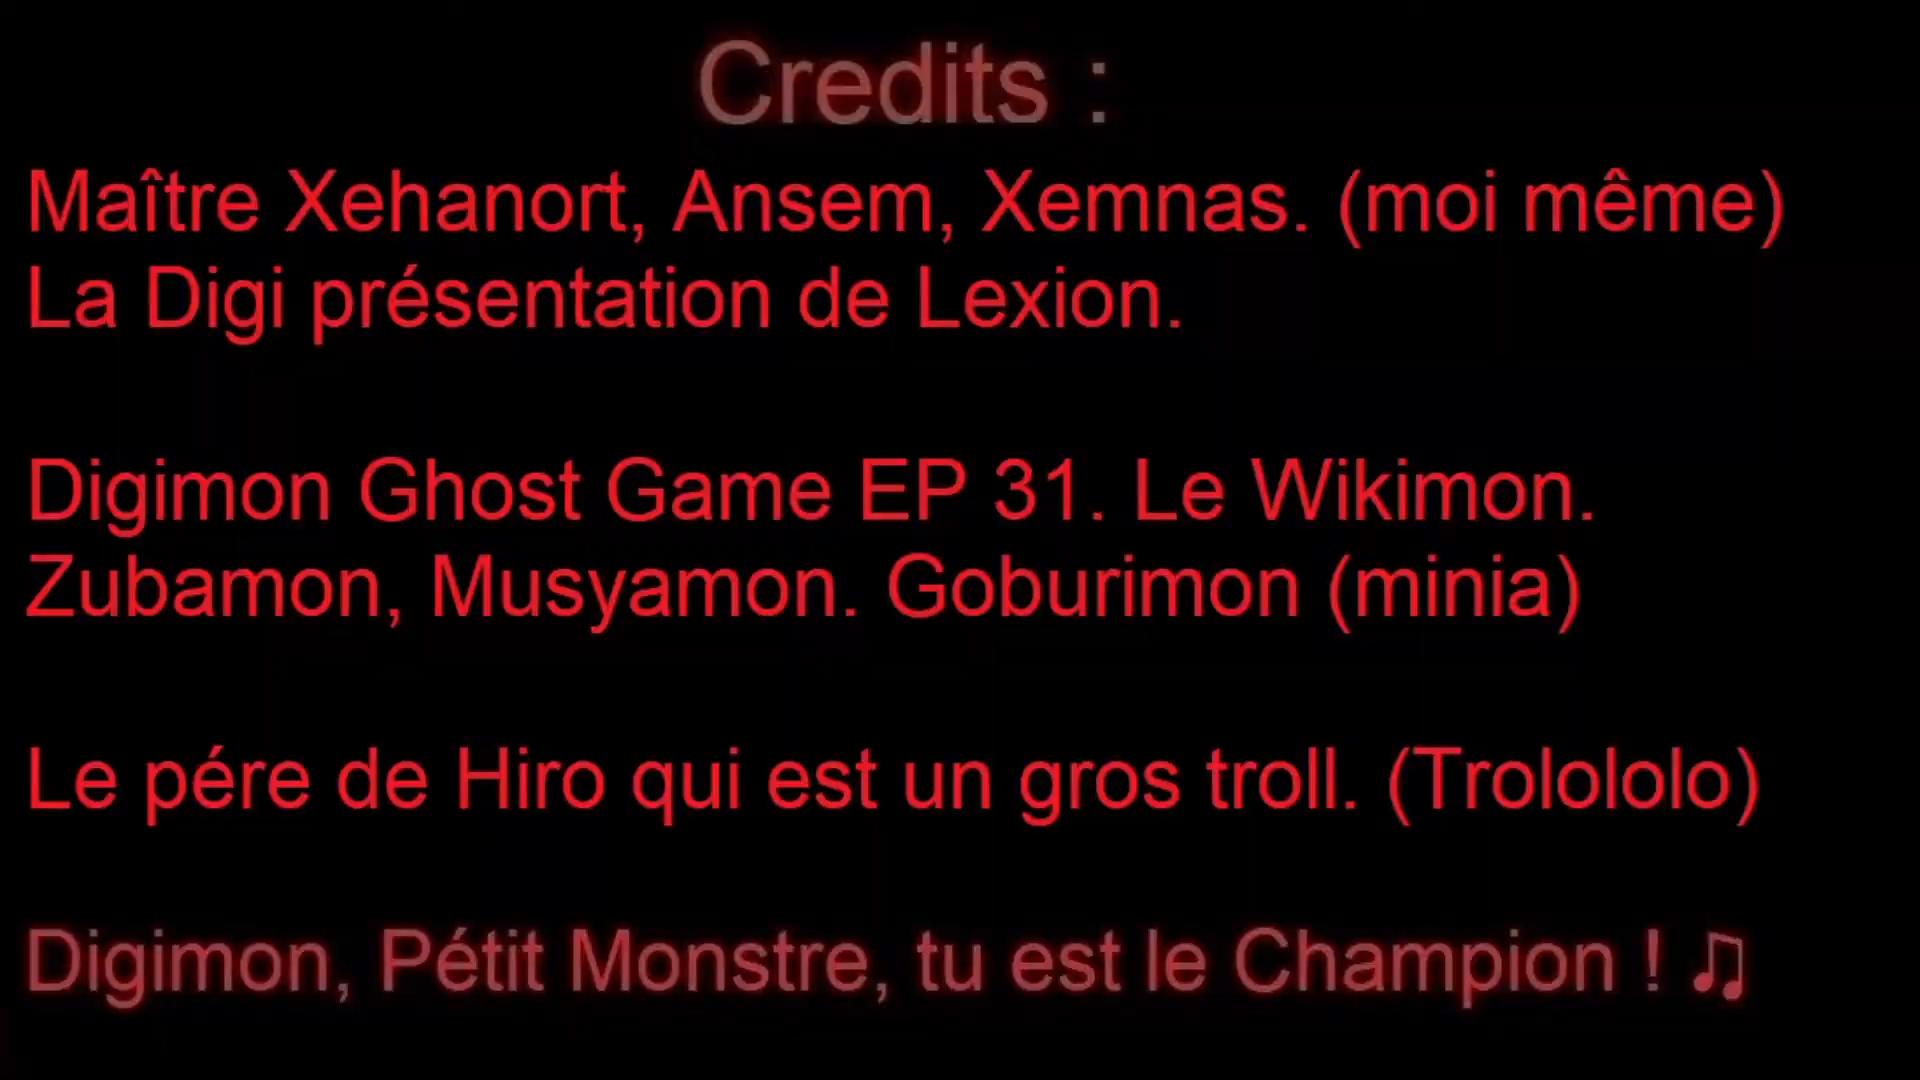 Credits :
Maître Xehanort, Ansem, Xemnas. (moi même)
La Digi présentation de Lexion.
Digimon Ghost Game EP 31. Le Wikimon.
Zubamon, Musyamon. Goburimon (minia)
Le pére de Hiro qui est un gros troll. (Trolololo)
Digimon, Pétit Monstre, tu est le Champion ! ♫